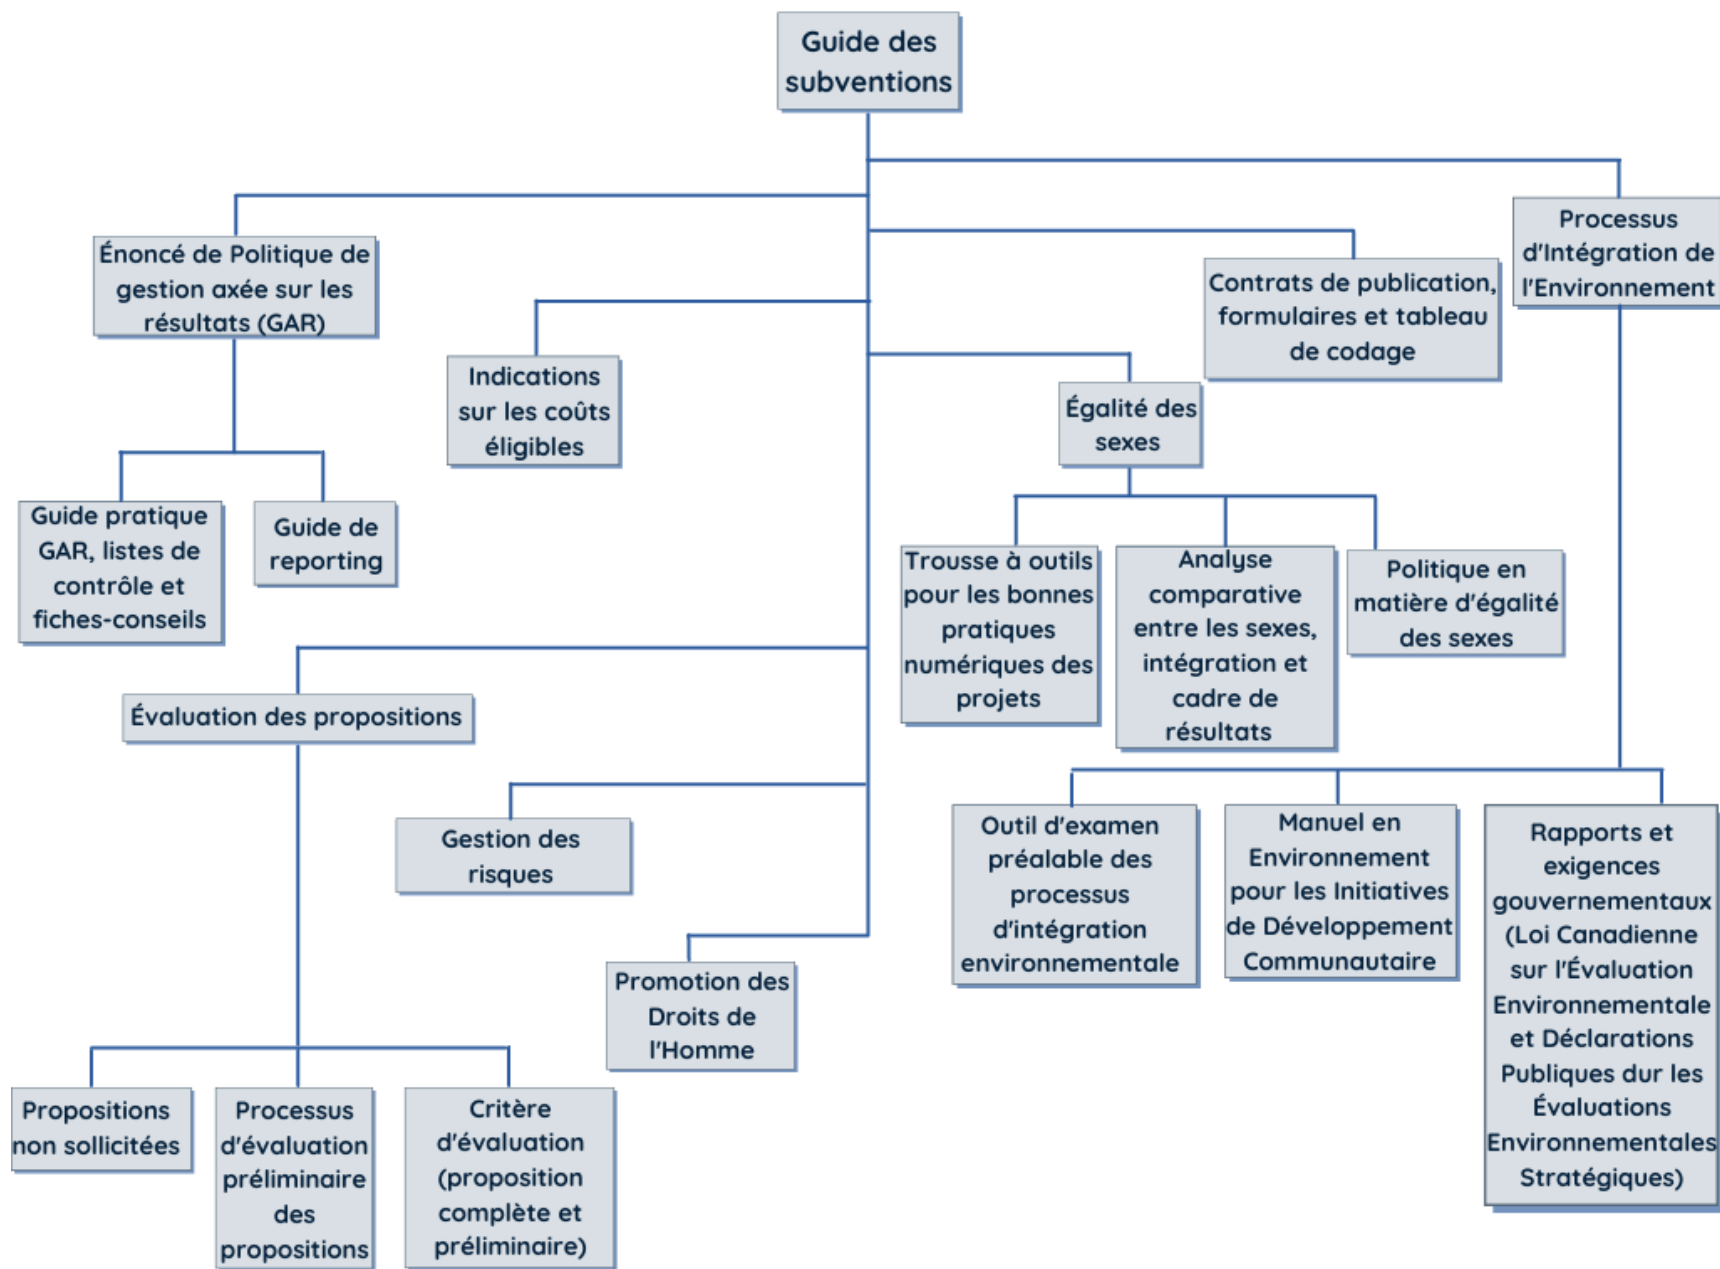 Guide des
subventions
Énoncé de Politique de
gestion axée sur les
résultats (GAR)
Guide pratique
GAR, listes de
contrôle et
fiches-conseils
Guide de
reporting
Indications
sur les coûts
éligibles
Contrats de publication,
formulaires et tableau
de codage
Processus
d'Intégration de
l'Environnement
Égalité des
sexes
Trousse à outils
pour les bonnes
pratiques
numériques des
projets
Analyse
comparative
entre les sexes,
intégration et
cadre de
résultats
Politique en
matière d'égalité
des sexes
Évaluation des propositions
Gestion des
risques
Promotion des
Droits de
l'Homme
Outil d'examen
préalable des
processus
d'intégration
environnementale
Manuel en
Environnement
pour les Initiatives
de Développement
Communautaire
Rapports et
exigences
gouvernementaux
(Loi Canadienne
sur l'Évaluation
Environnementale
et Déclarations
Publiques dur les
Évaluations
Environnementales
Stratégiques)
Propositions
non sollicitées
Processus
d'évaluation
préliminaire
des
propositions
Critère
d'évaluation
(proposition
complète et
préliminaire)